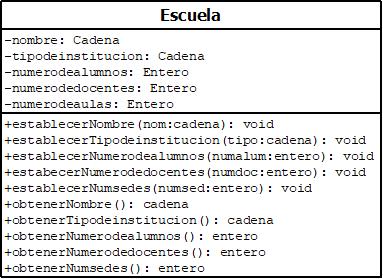 Escuela
-nombre: Cadena
-tipodeinstitucion: Cadena
-numerodealumnos: Entero
-numerodedocentes: Entero
-numerodeaulas: Entero
+establecerNombre(nom:cadena): void
+establecerTipodeinstitucion(tipo:cadena): void
+establecerNumerodealumnos(numalum:entero): void
+estabecerNumerodedocentes(numdoc:entero): void
+establecerNumsedes(numsed:entero): void
+obtenerNombre(): cadena
+obtenerTipodeinstitucion(): cadena
+obtenerNumerodealumnos(): entero
+obtenerNumerodedocentes(): entero
+obtenerNumsedes(): entero